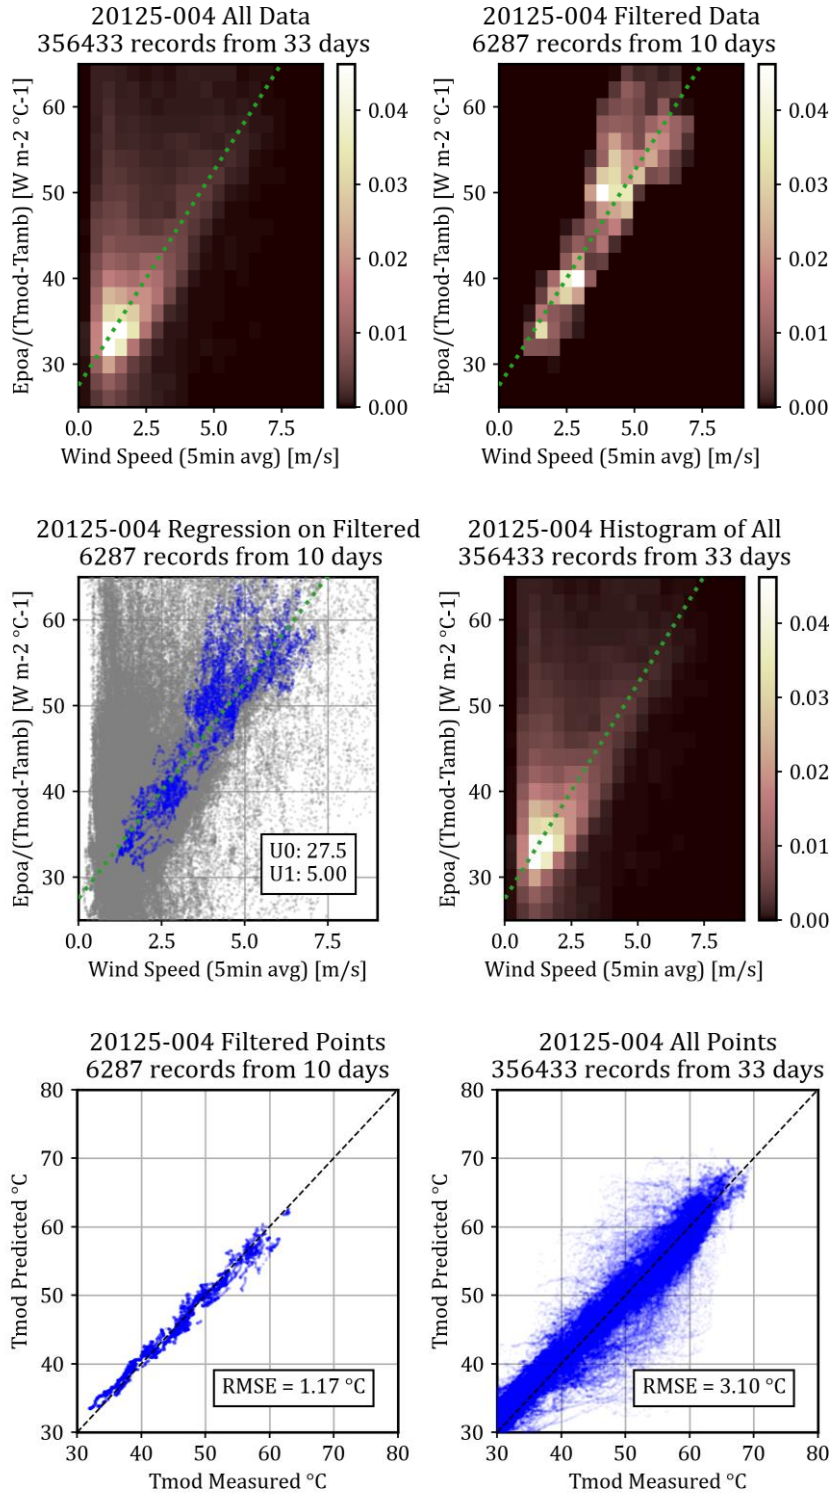 20125-004 All Data
356433 records from 33 days
Epoa/(Tmod-Tamb) [W m-2 °C-1]
60
50
40
30
0.0 2.5 5.0 7.5
Wind Speed (5min avg) [m/s]
0.04
0.03
0.02
0.01
0.00
20125-004 Filtered Data
6287 records from 10 days
Epoa/(Tmod-Tamb) [W m-2 °C-1]
60
50
40
30
0.0 2.5 5.0 7.5
Wind Speed (5min avg) [m/s]
0.04
0.03
0.02
0.01
0.00
20125-004 Regression on Filtered
6287 records from 10 days
Epoa/(Tmod-Tamb) [W m-2 °C-1]
60
50
40
30
U0: 27.5
U1: 5.00
0.0 2.5 5.0 7.5
Wind Speed (5min avg) [m/s]
20125-004 Histogram of All
356433 records from 33 days
Epoa/(Tmod-Tamb) [W m-2 °C-1]
60
50
40
30
0.0 2.5 5.0 7.5
Wind Speed (5min avg) [m/s]
0.04
0.03
0.02
0.01
0.00
20125-004 Filtered Points
6287 records from 10 days
Tmod Predicted °C
80
70
60
50
40
30
RMSE = 1.17 °C
30 40 50 60 70 80
Tmod Measured °C
20125-004 All Points
356433 records from 33 days
Tmod Predicted °C
80
70
60
50
40
30
RMSE = 3.10 °C
30 40 50 60 70 80
Tmod Measured °C